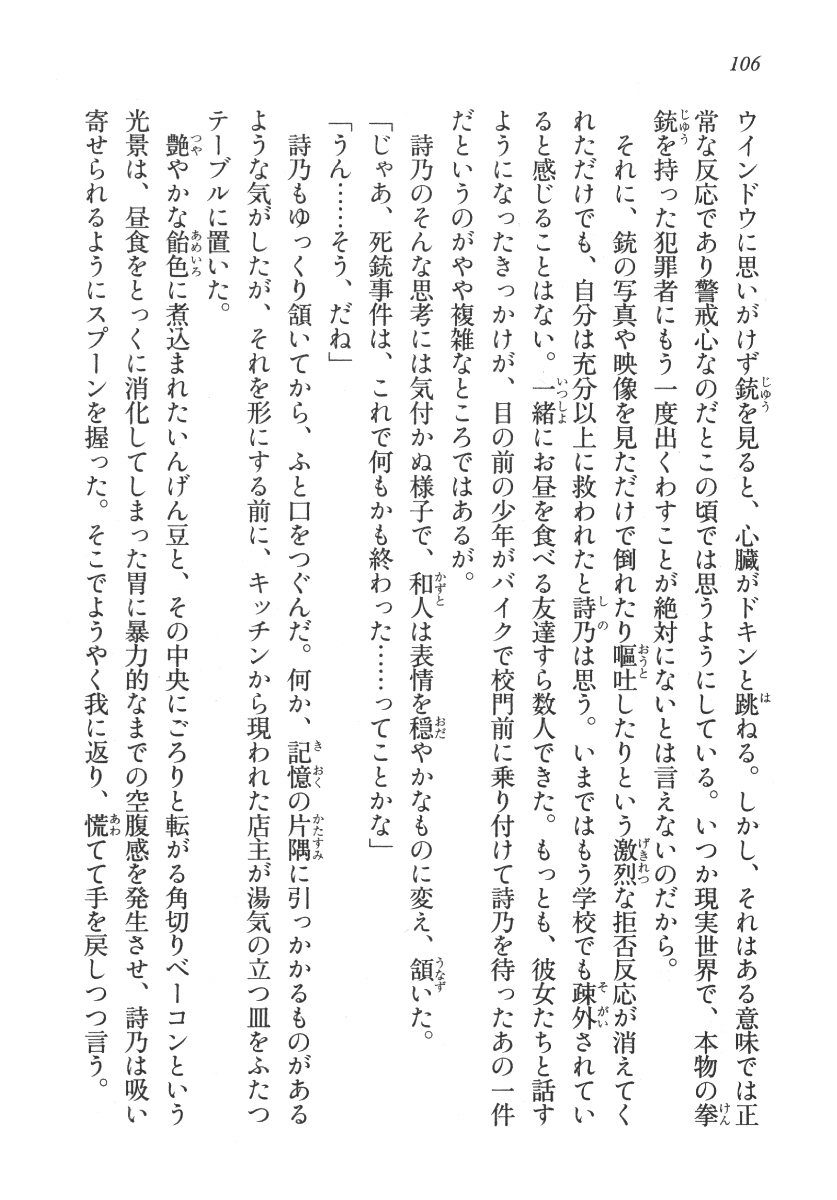 106
ウインドウに思いがけず銃を見ると、心臓がドキンと跳ねる。しかし、それはある意味では正
常な反応であり警戒心なのだとこの頃では思うようにしている。いつか現実世界で、本物の拳
銃を持った犯罪者にもう一度出くわすことが絶対にないとは言えないのだから。
それに、銃の写真や映像を見ただけで倒れたり嘔吐したりという激烈な拒否反応が消えてく
れただけでも、自分は充分以上に救われたと詩乃は思う。いまではもう学校でも疎外されてい
ると感じることはない。一緒にお昼を食べる友達すら数人できた。もっとも、彼女たちと話す
ようになったきっかけが、目の前の少年がバイクで校門前に乗り付けて詩乃を待ったあの一件
だというのがやや複雑なところではあるが。
詩乃のそんな思考には気付かぬ様子で、和人は表情を穏やかなものに変え、頷いた。
「じゃあ、死銃事件は、これで何もかも終わった……ってことかな」
「うん……そう、だね」
詩乃もゆっくり頷いてから、ふと口をつぐんだ。何か、記憶の片隅に引っかかるものがある
ような気がしたが、それを形にする前に、キッチンから現われた店主が湯気の立つ皿をふたつ
テーブルに置いた。
艶やかな飴色に煮込まれたいんげん豆と、その中央にごろりと転がる角切りベーコンという
光景は、昼食をとっくに消化してしまった胃に暴力的なまでの空腹感を発生させ、詩乃は吸い
寄せられるようにスプーンを握った。そこでようやく我に返り、慌てて手を戻しつつ言う。